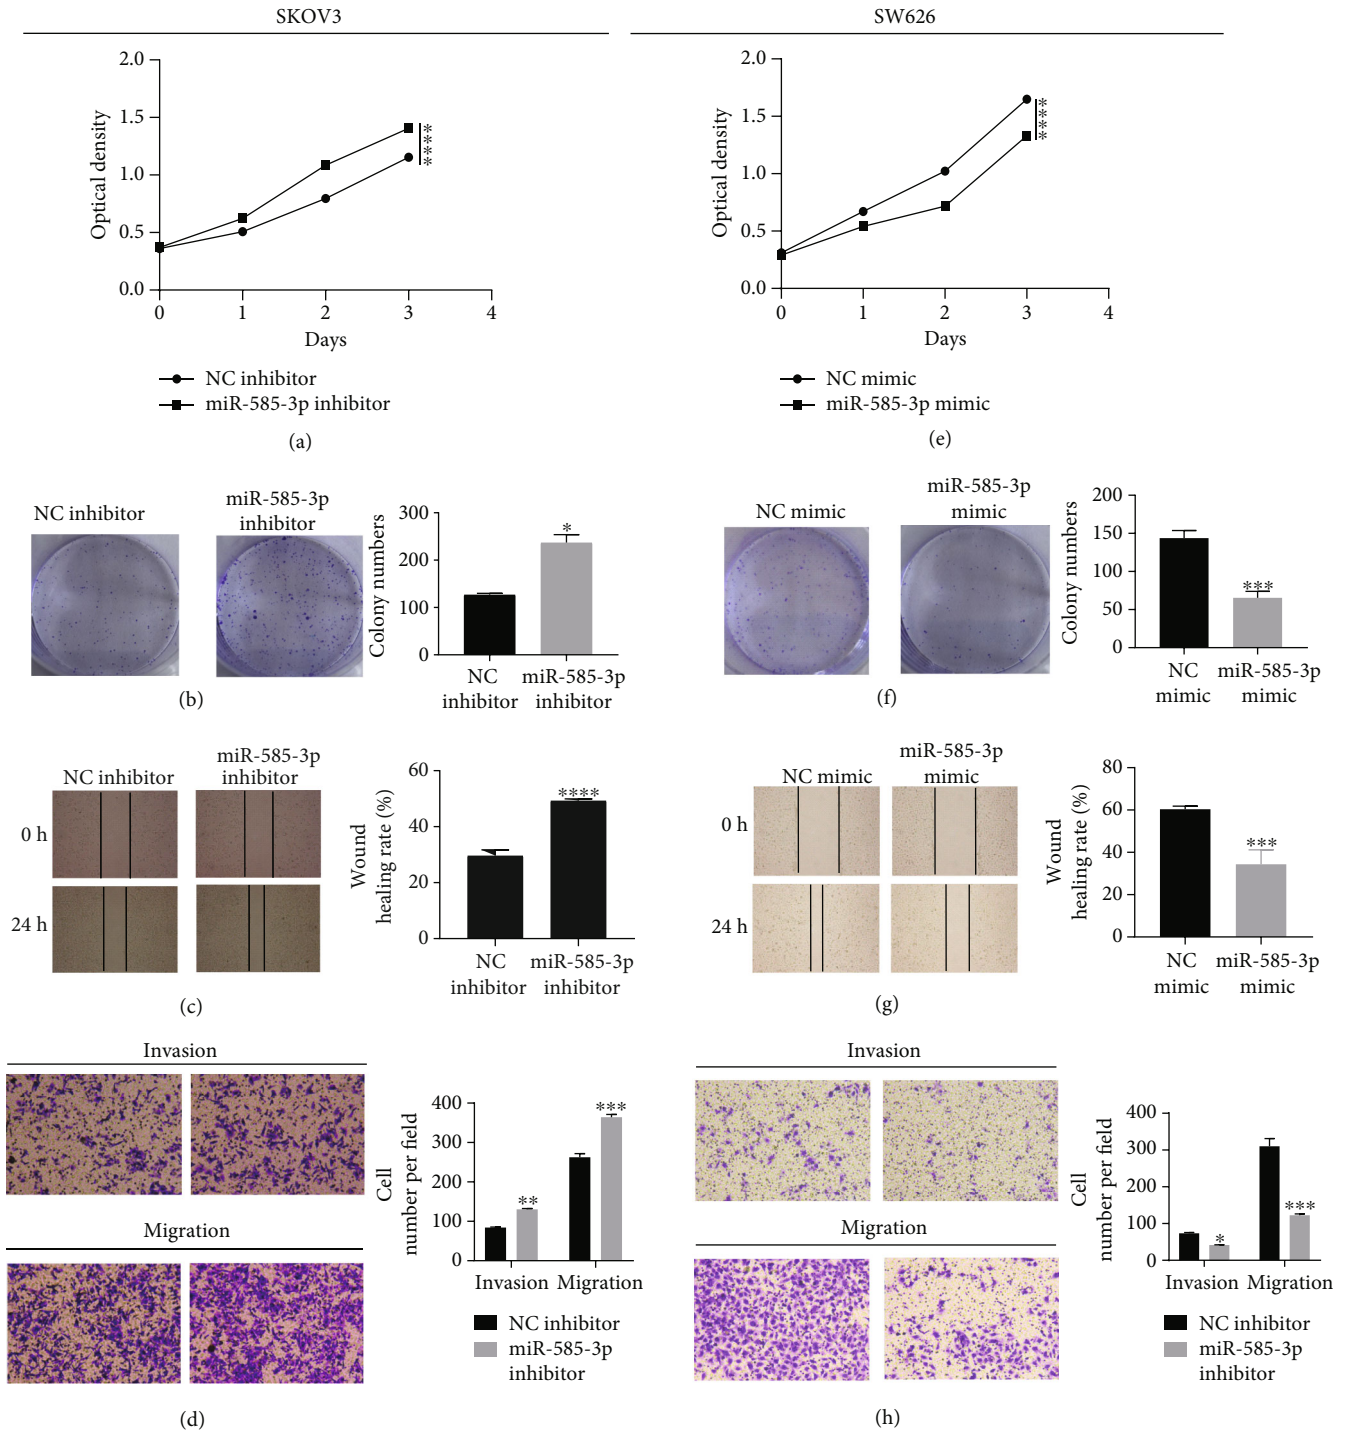 SKOV3
2.0
1.5
1.0
0.5
0.0
Optical density
****
0 1 2 3 4
Days
NC inhibitor
miR-585-3p inhibitor
(a)
NC inhibitor
miR-585-3p
inhibitor
300
200
100
0
Colony numbers
*
NC
inhibitor
miR-585-3p
inhibitor
(b)
NC inhibitor
miR-585-3p
inhibitor
0 h
24 h
60
40
20
0
Wound
healing rate (%)
****
NC
inhibitor
miR-585-3p
inhibitor
(c)
Invasion
Migration
400
300
200
100
0
Cell
number per field
**
***
Invasion Migration
NC inhibitor
miR-585-3p
inhibitor
(d)
SW626
2.0
1.5
1.0
0.5
0.0
Optical density
****
0 1 2 3 4
Days
NC mimic
miR-585-3p mimic
(e)
NC mimic
miR-585-3p
mimic
200
150
100
50
0
Colony numbers
***
NC
mimic
miR-585-3p
mimic
(f)
NC mimic
miR-585-3p
mimic
0 h
24 h
80
60
40
20
0
Wound
healing rate (%)
***
NC
mimic
miR-585-3p
mimic
(g)
Invasion
Migration
400
300
200
100
0
Cell
number per field
*
***
Invasion Migration
NC inhibitor
miR-585-3p
inhibitor
(h)